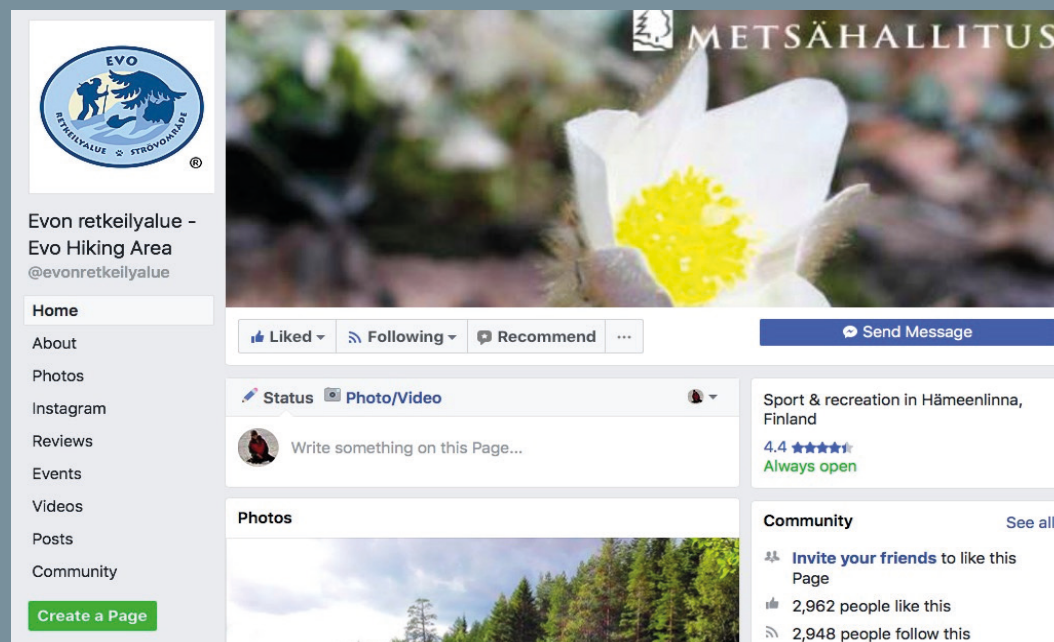 EVO
RETKEILYALUE STRÖVOMRÅDE
®
Evon retkeilyalue -
Evo Hiking Area
@evonretkeilyalue
Home
About
Photos
Instagram
Reviews
Events
Videos
Posts
Community
Create a Page
METSÄHALLITUS
Liked
Following
Recommend
...
Send Message
Status
Photo/Video
Write something on this Page...
Photos
Sport & recreation in Hämeenlinna,
Finland
4.4
Always open
Community
See all
Invite your friends to like this
Page
2,962 people like this
2,948 people follow this